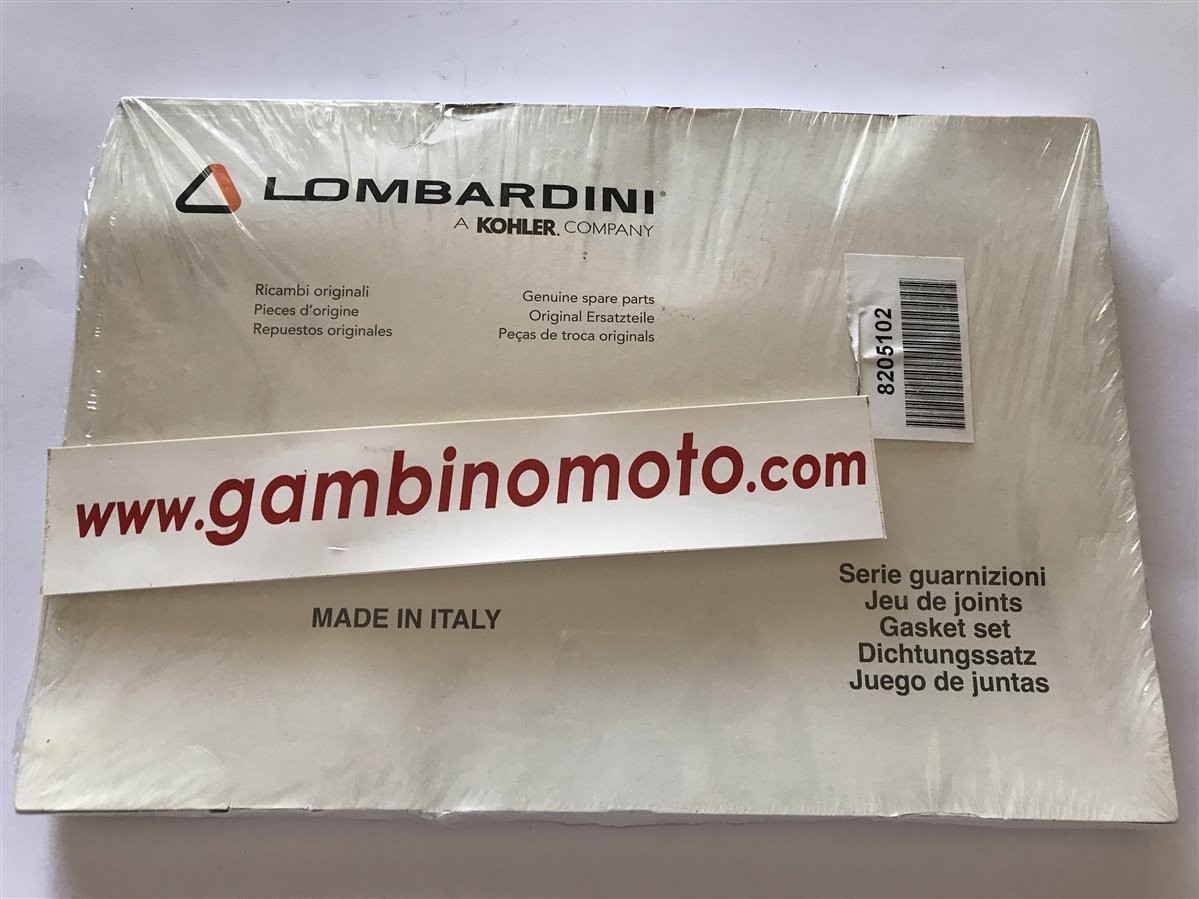 LOMBARDINI®
A KOHLER. COMPANY
Ricambi originali
Pieces d'origine
Repuestos originales
Genuine spare parts
Original Ersatzteile
Peças de troca originals
8205102
www.gambinomoto.com
MADE IN ITALY
Serie guarnizioni
Jeu de joints
Gasket set
Dichtungssatz
Juego de juntas